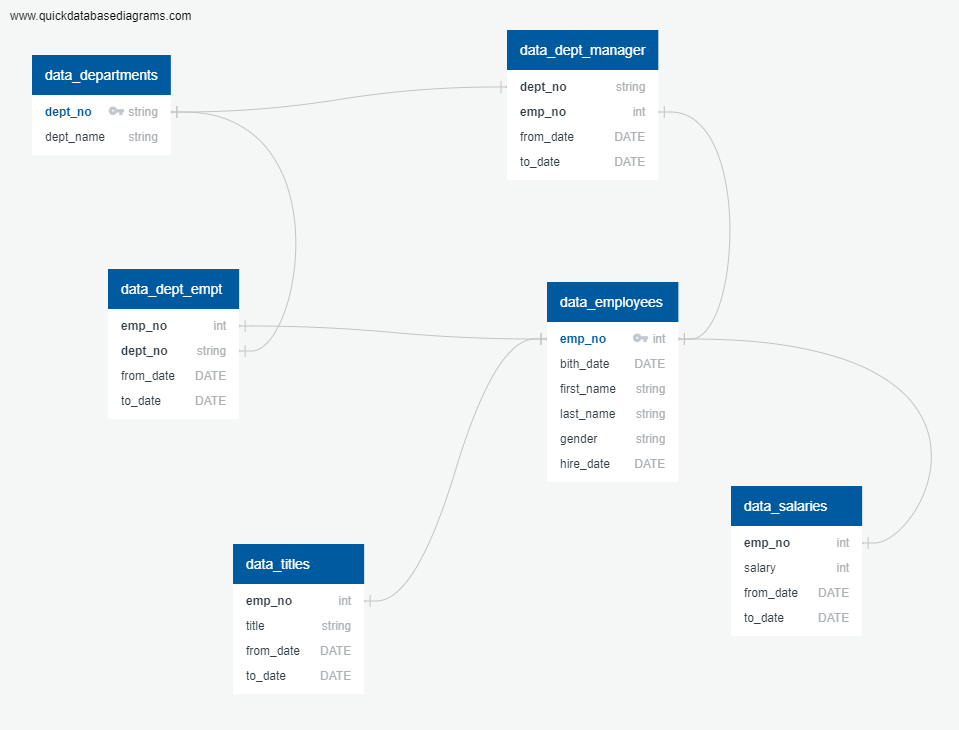 www.quickdatabasediagrams.com
data_departments
dept_no string
dept_name string
data_dept_manager
dept_no string
emp_no int
from_date DATE
to_date DATE
data_dept_empt
emp_no int
dept_no string
from_date DATE
to_date DATE
data_employees
emp_no int
bith_date DATE
first_name string
last_name string
gender string
hire_date DATE
data_salaries
emp_no int
salary int
from_date DATE
to_date DATE
data_titles
emp_no int
title string
from_date DATE
to_date DATE